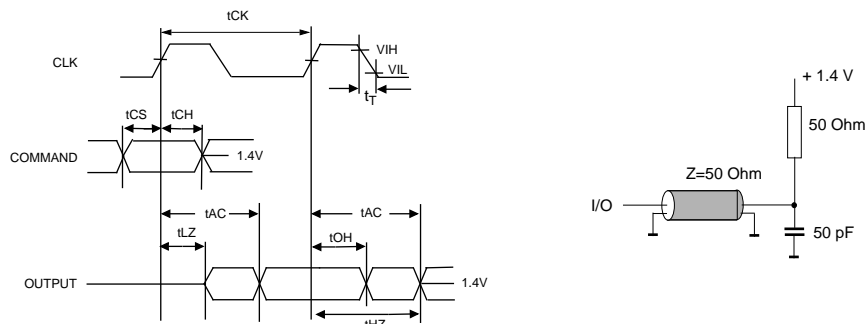 tCK
CLK
VIH
VIL
tT
tCS
tCH
COMMAND
1.4V
tAC
tAC
tLZ
tOH
OUTPUT
1.4V
tHZ
+ 1.4 V
50 Ohm
Z=50 Ohm
I/O
50 pF